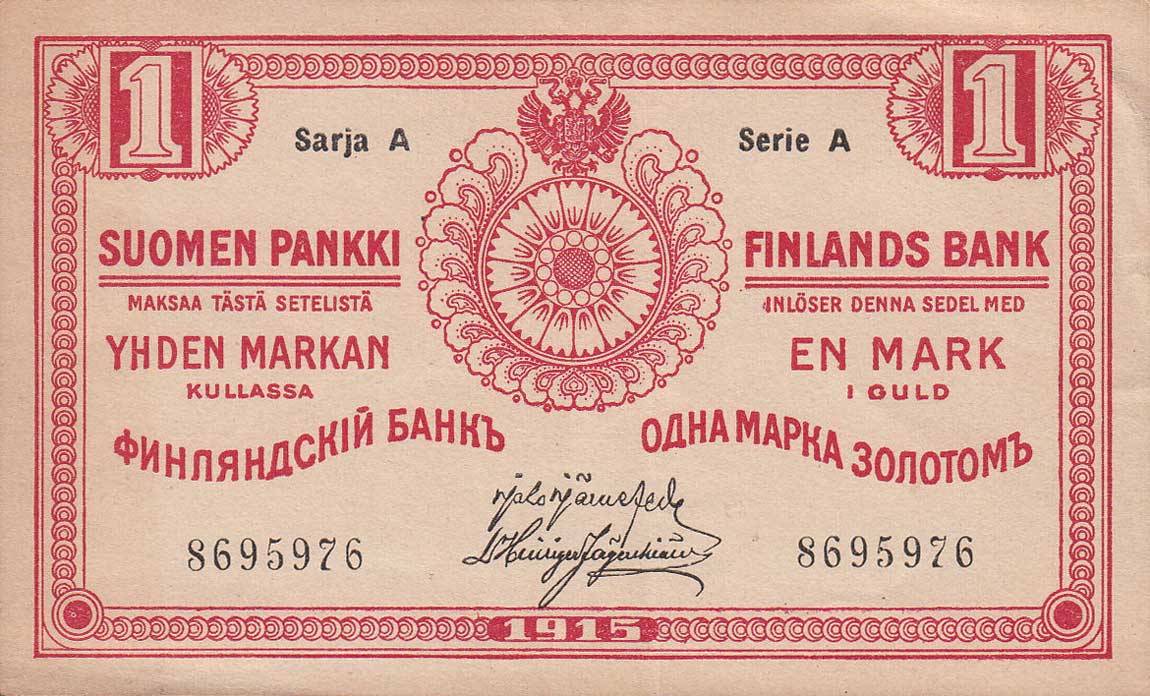 1 1
Sarja A Serie A
SUOMEN PANKKI
MAKSAA TÄSTÄ SETELISTÄ
YHDEN MARKAN
KULLASSA
FINLANDS BANK
INLÖSER DENNA SEDEL MED
EN MARK
I GULD
ФИНЛЯНДСКІЙ БАНКЪ
ОДНА МАРКА ЗОЛОТОМЪ
8695976 8695976
1915